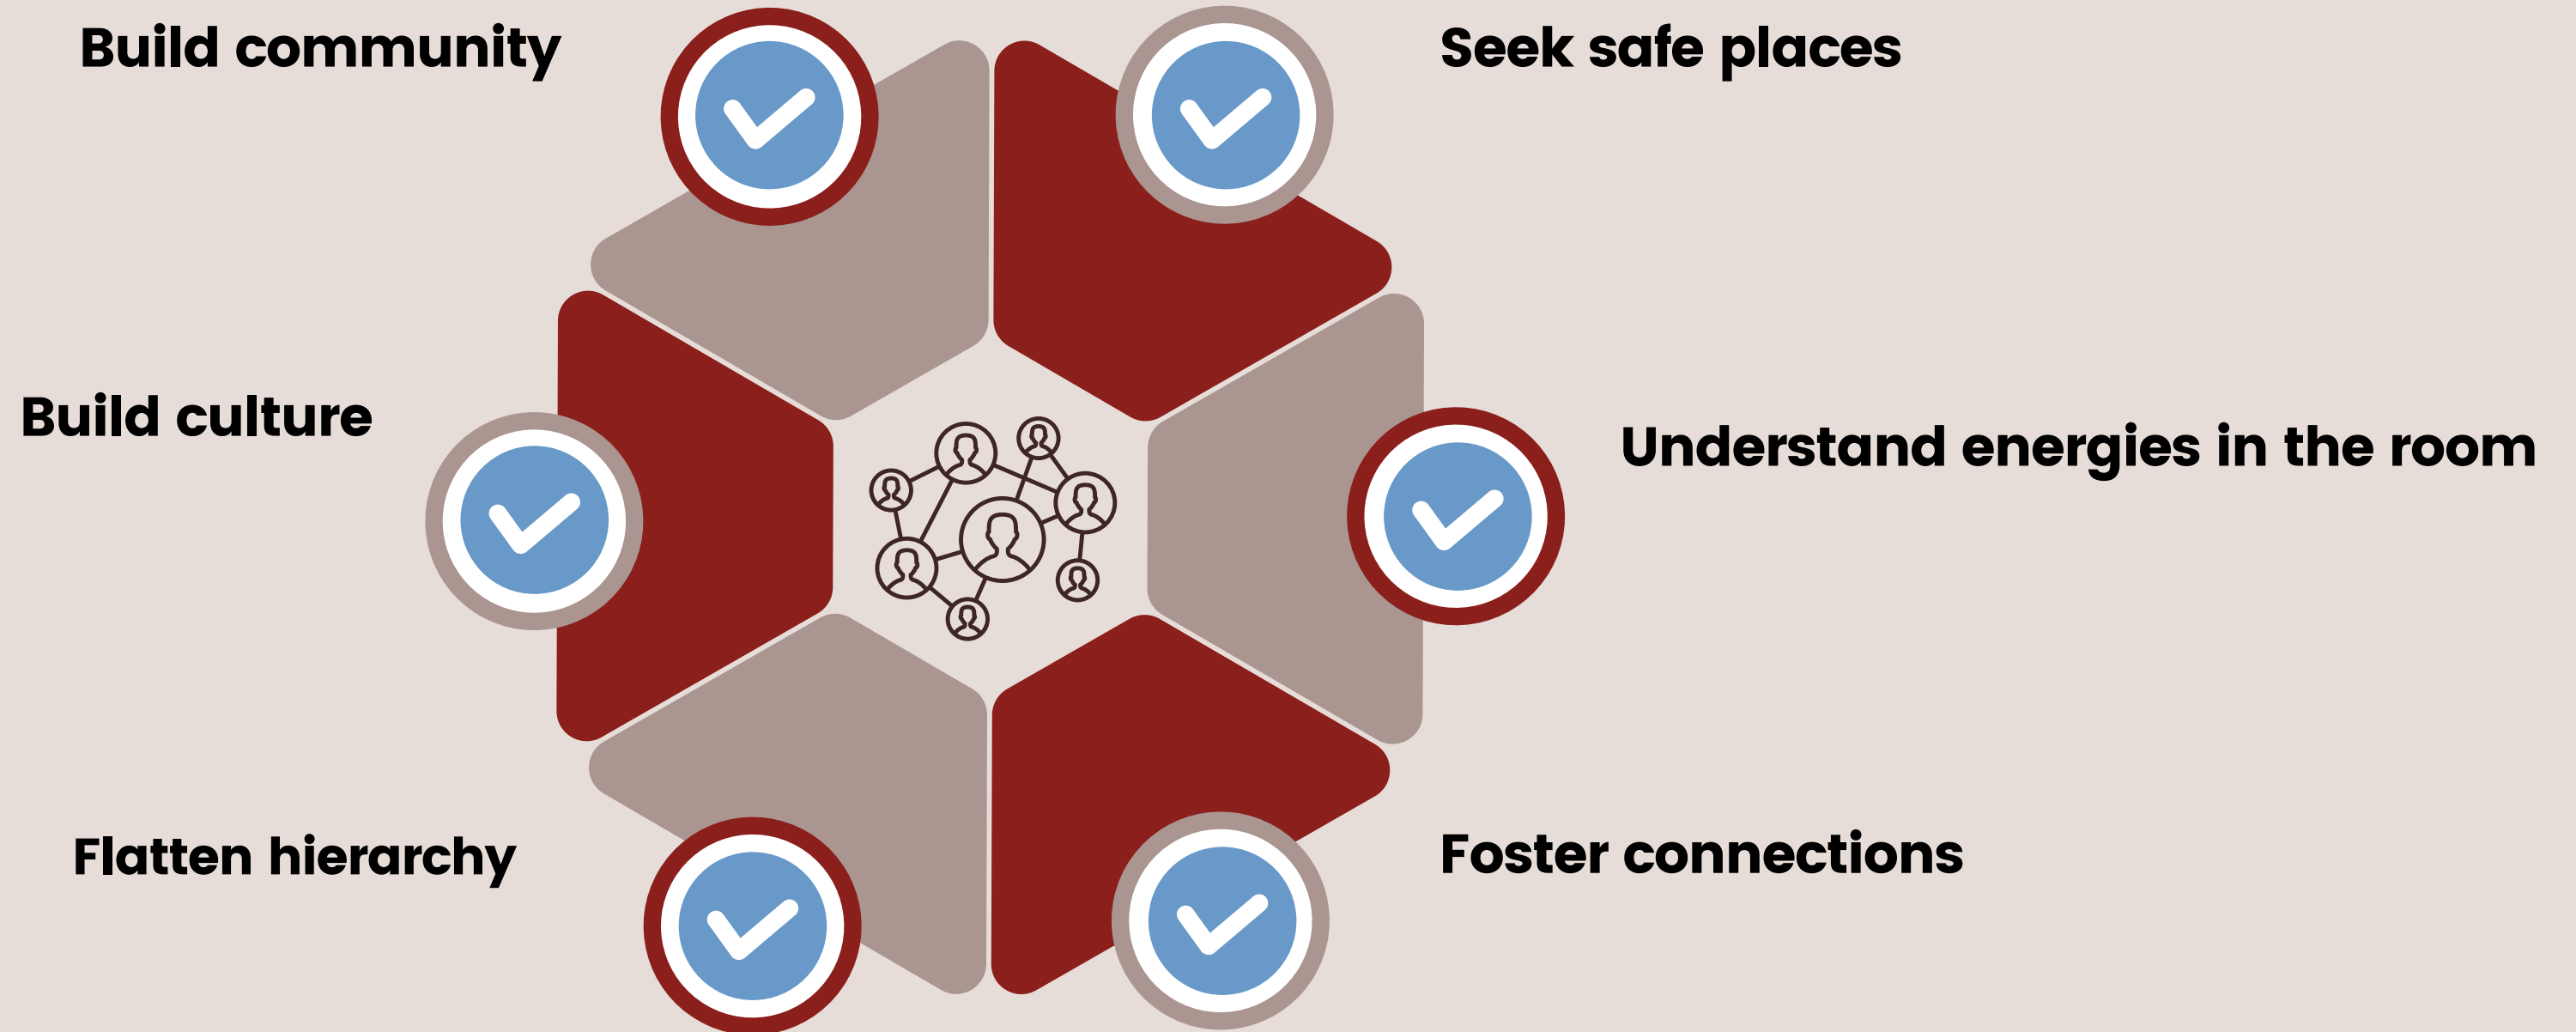 Build community
Seek safe places
Build culture
Understand energies in the room
Flatten hierarchy
Foster connections